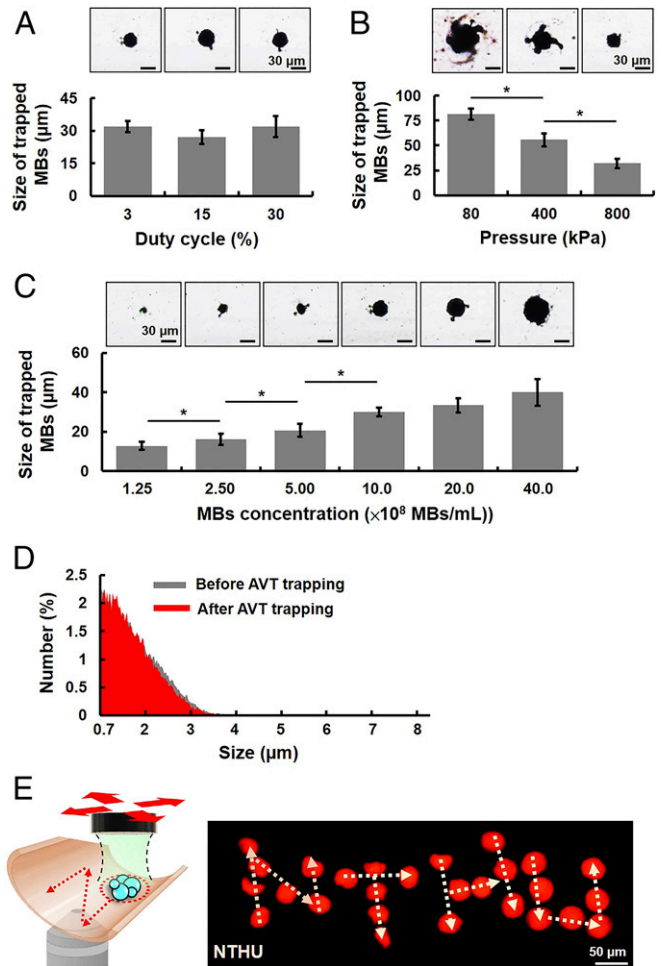 A
30 μm
Size of trapped
MBs (μm)
45
30
15
0
3
15
30
Duty cycle (%)
B
30 μm
Size of trapped
MBs (μm)
100
75
50
25
0
*
*
80
400
800
Pressure (kPa)
C
30 μm
Size of trapped
MBs (μm)
60
40
20
0
*
*
*
1.25
2.50
5.00
10.0
20.0
40.0
MBs concentration (×10⁸ MBs/mL))
D
Number (%)
2.5
2
1.5
1
0.5
0
Before AVT trapping
After AVT trapping
0.7
2
3
4
5
6
7
8
Size (μm)
E
NTHU
50 μm